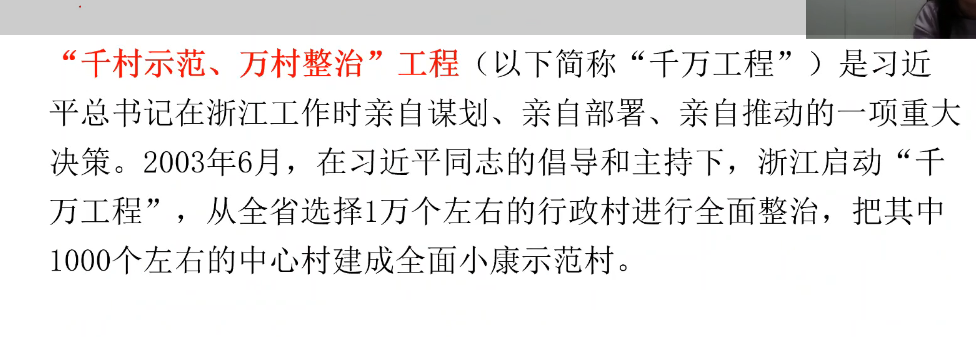 “千村示范、万村整治”工程（以下简称“千万工程”）是习近
平总书记在浙江工作时亲自谋划、亲自部署、亲自推动的一项重大
决策。2003年6月，在习近平同志的倡导和主持下，浙江启动“千
万工程”，从全省选择1万个左右的行政村进行全面整治，把其中
1000个左右的中心村建成全面小康示范村。